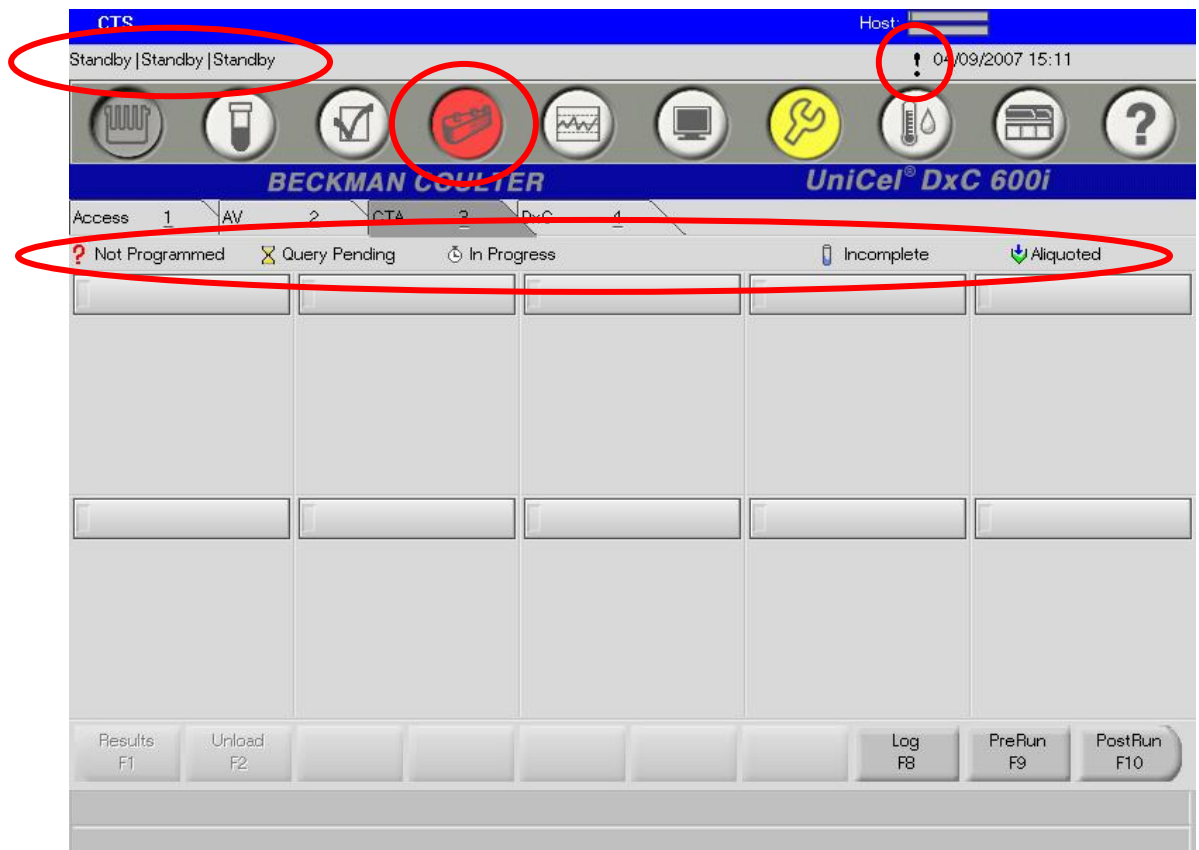 CTS Host:
Standby |Standby |Standby ! 04/09/2007 15:11
?
BECKMAN COULTER UniCel® DxC 600i
Access 1 AV 2 CTA 3 DxC 4
? Not Programmed Query Pending In Progress Incomplete Aliquoted
Results Unload Log PreRun PostRun
F1 F2 F8 F9 F10